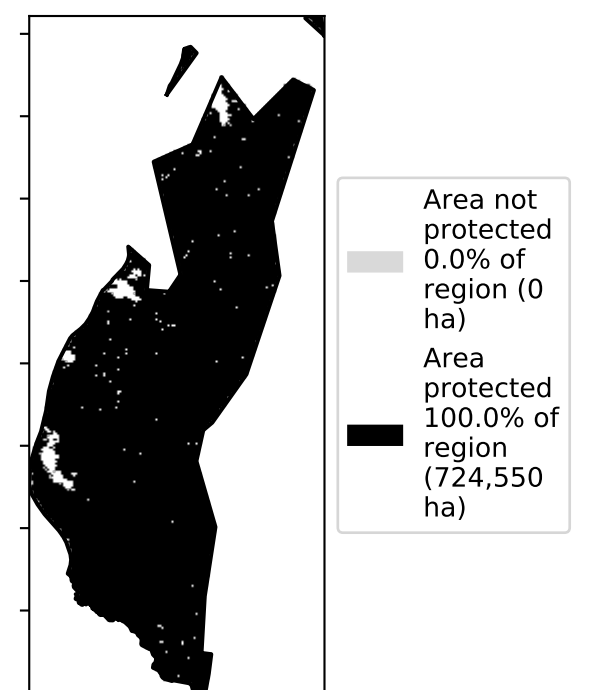 Area not
protected
0.0% of
region (0
ha)
Area
protected
100.0% of
region
(724,550
ha)